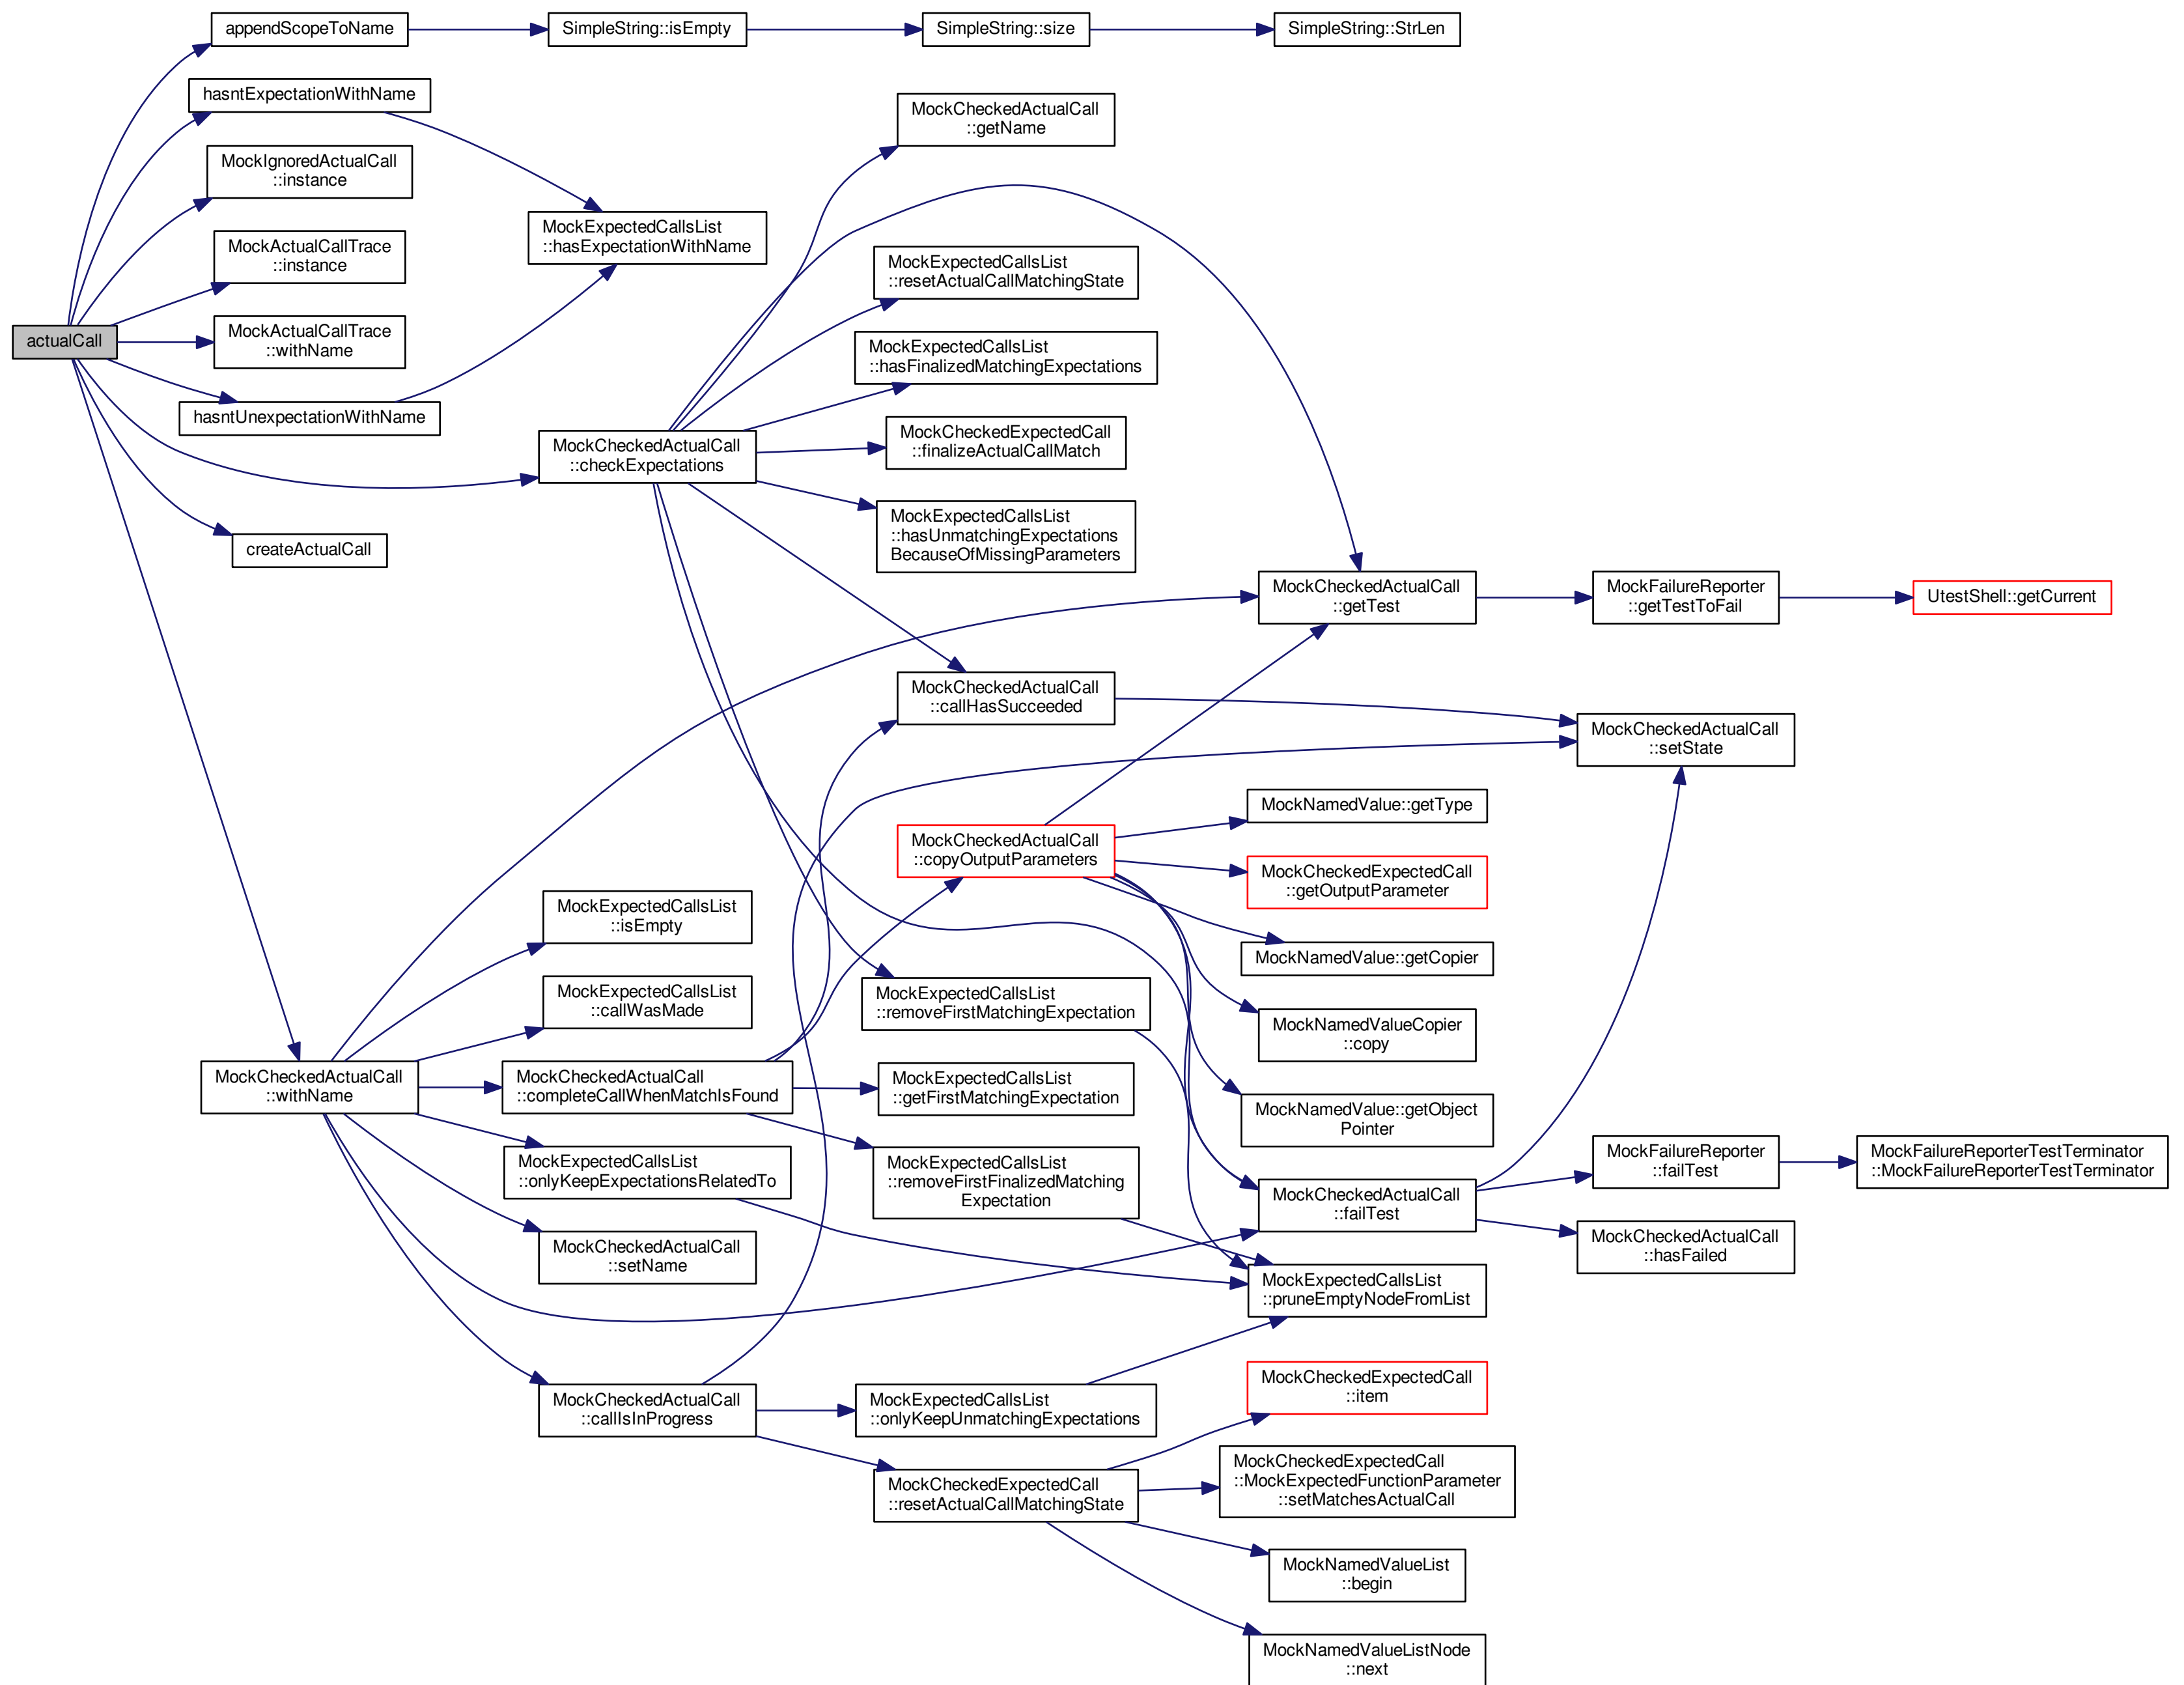 actualCall
appendScopeToName
hasntExpectationWithName
MockIgnoredActualCall
::instance
MockActualCallTrace
::instance
MockActualCallTrace
::withName
hasntUnexpectationWithName
createActualCall
MockCheckedActualCall
::withName
SimpleString::isEmpty
MockExpectedCallsList
::hasExpectationWithName
MockCheckedActualCall
::checkExpectations
MockExpectedCallsList
::isEmpty
MockExpectedCallsList
::callWasMade
MockCheckedActualCall
::completeCallWhenMatchIsFound
MockExpectedCallsList
::onlyKeepExpectationsRelatedTo
MockCheckedActualCall
::setName
MockCheckedActualCall
::callIsInProgress
SimpleString::size
MockCheckedActualCall
::getName
MockExpectedCallsList
::resetActualCallMatchingState
MockExpectedCallsList
::hasFinalizedMatchingExpectations
MockCheckedExpectedCall
::finalizeActualCallMatch
MockExpectedCallsList
::hasUnmatchingExpectations
BecauseOfMissingParameters
MockCheckedActualCall
::callHasSucceeded
MockCheckedActualCall
::copyOutputParameters
MockExpectedCallsList
::removeFirstMatchingExpectation
MockExpectedCallsList
::getFirstMatchingExpectation
MockExpectedCallsList
::removeFirstFinalizedMatching
Expectation
MockExpectedCallsList
::onlyKeepUnmatchingExpectations
MockCheckedExpectedCall
::resetActualCallMatchingState
SimpleString::StrLen
MockCheckedActualCall
::getTest
MockNamedValue::getType
MockCheckedExpectedCall
::getOutputParameter
MockNamedValue::getCopier
MockNamedValueCopier
::copy
MockNamedValue::getObject
Pointer
MockCheckedActualCall
::failTest
MockExpectedCallsList
::pruneEmptyNodeFromList
MockCheckedExpectedCall
::item
MockCheckedExpectedCall
::MockExpectedFunctionParameter
::setMatchesActualCall
MockNamedValueList
::begin
MockNamedValueListNode
::next
MockFailureReporter
::getTestToFail
MockCheckedActualCall
::setState
MockFailureReporter
::failTest
MockCheckedActualCall
::hasFailed
UtestShell::getCurrent
MockFailureReporterTestTerminator
::MockFailureReporterTestTerminator